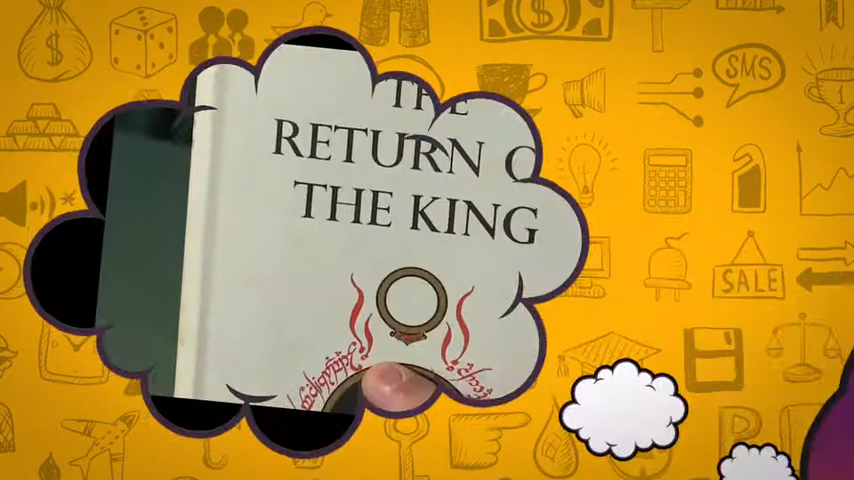 THE
RETURN O
THE KING
SMS
SALE
P